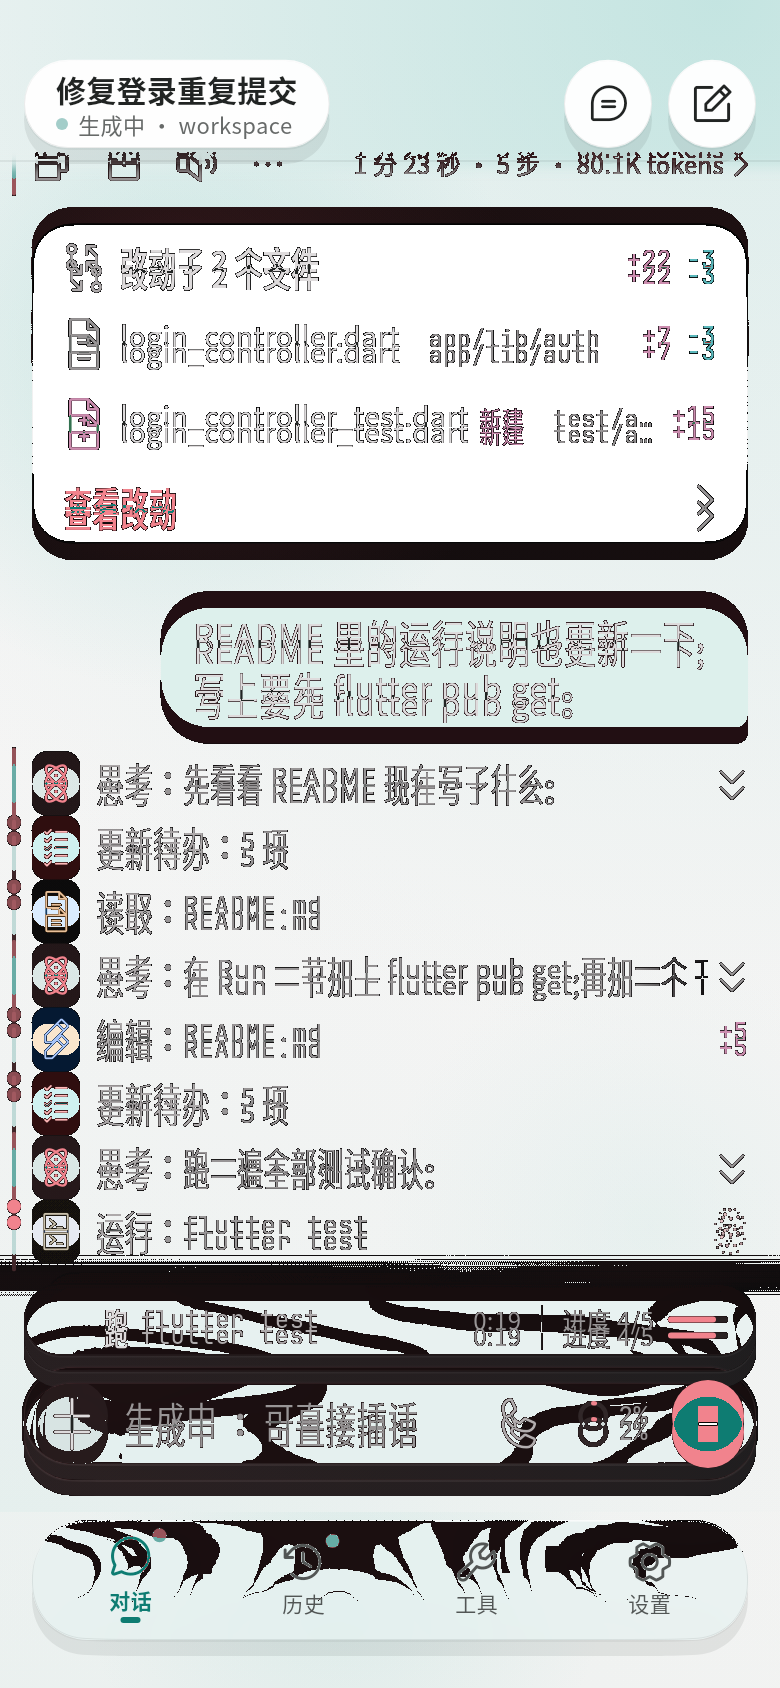 修复登录重复提交
生成中 · workspace
1 分 23 秒 · 5 步 · 80.1K tokens
改动了 2 个文件 +22 -3
login_controller.dart app/lib/auth +7 -3
login_controller_test.dart 新建 test/a… +15
查看改动
README 里的运行说明也更新一下，
写上要先 flutter pub get。
思考：先看看 README 现在写了什么。
更新待办：5 项
读取：README.md
思考：在 Run 一节加上 flutter pub get,再加一个
编辑：README.md +5
更新待办：5 项
思考：跑一遍全部测试确认。
运行：flutter test
跑 flutter test 0:19 进度 4/5
生成中 · 可直接插话 2%
对话 历史 工具 设置